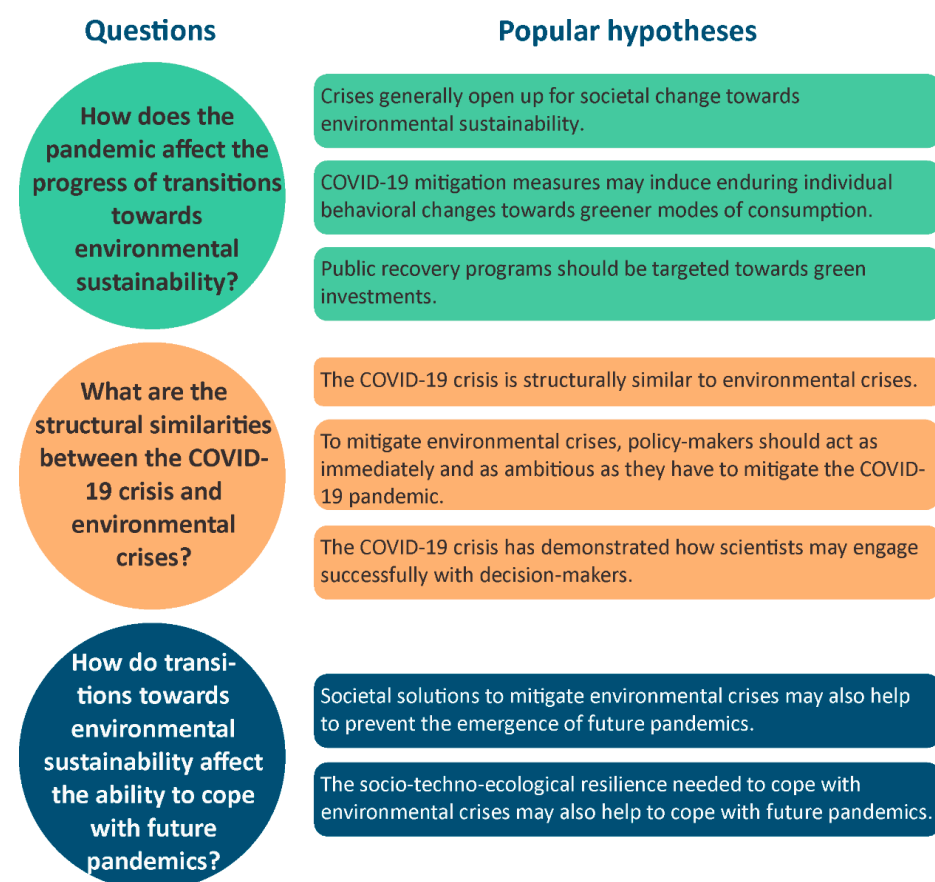 Questions
Popular hypotheses
How does the
pandemic affect the
progress of transitions
towards
environmental
sustainability?
Crises generally open up for societal change towards
environmental sustainability.
COVID-19 mitigation measures may induce enduring individual
behavioral changes towards greener modes of consumption.
Public recovery programs should be targeted towards green
investments.
What are the
structural similarities
between the COVID-
19 crisis and
environmental
crises?
The COVID-19 crisis is structurally similar to environmental crises.
To mitigate environmental crises, policy-makers should act as
immediately and as ambitious as they have to mitigate the COVID-
19 pandemic.
The COVID-19 crisis has demonstrated how scientists may engage
successfully with decision-makers.
How do transi-
tions towards
environmental
sustainability affect
the ability to cope
with future
pandemics?
Societal solutions to mitigate environmental crises may also help
to prevent the emergence of future pandemics.
The socio-techno-ecological resilience needed to cope with
environmental crises may also help to cope with future pandemics.